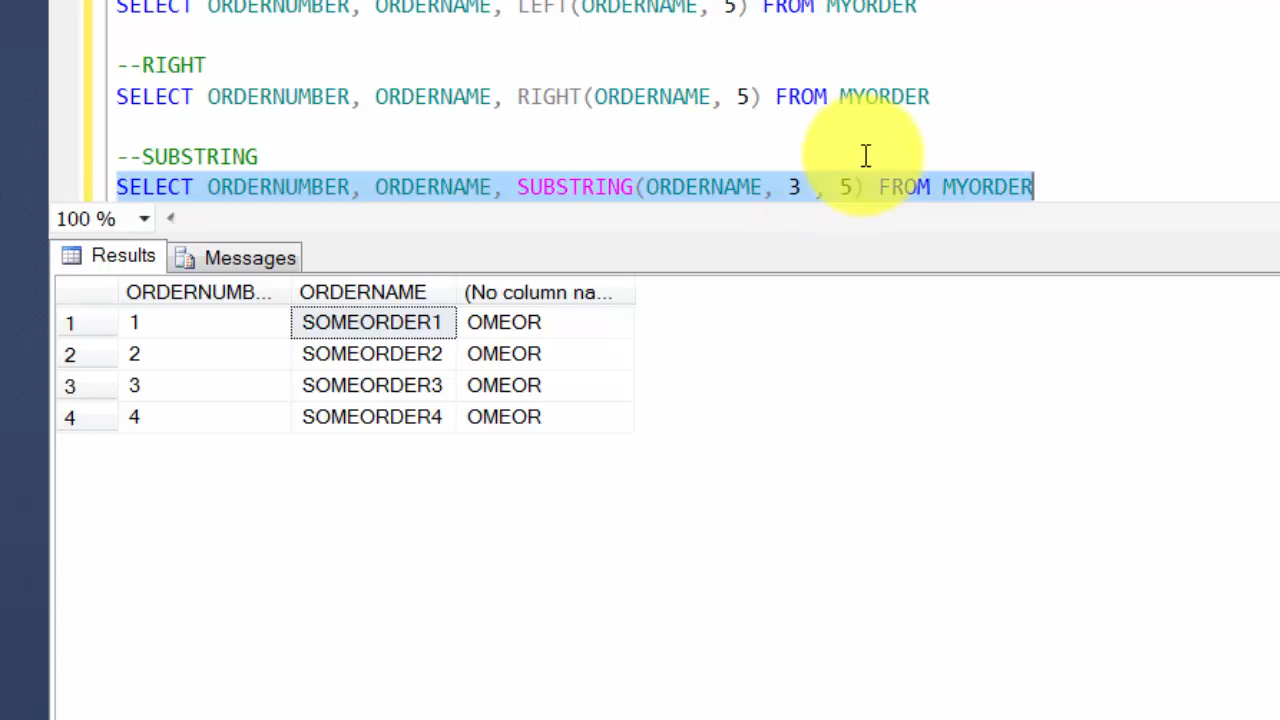 SELECT ORDERNUMBER, ORDERNAME, LEFT(ORDERNAME, 5) FROM MYORDER
--RIGHT
SELECT ORDERNUMBER, ORDERNAME, RIGHT(ORDERNAME, 5) FROM MYORDER
--SUBSTRING
SELECT ORDERNUMBER, ORDERNAME, SUBSTRING(ORDERNAME, 3 , 5) FROM MYORDER
100 %
Results Messages
ORDERNUMB... ORDERNAME (No column na...
1 1 SOMEORDER1 OMEOR
2 2 SOMEORDER2 OMEOR
3 3 SOMEORDER3 OMEOR
4 4 SOMEORDER4 OMEOR